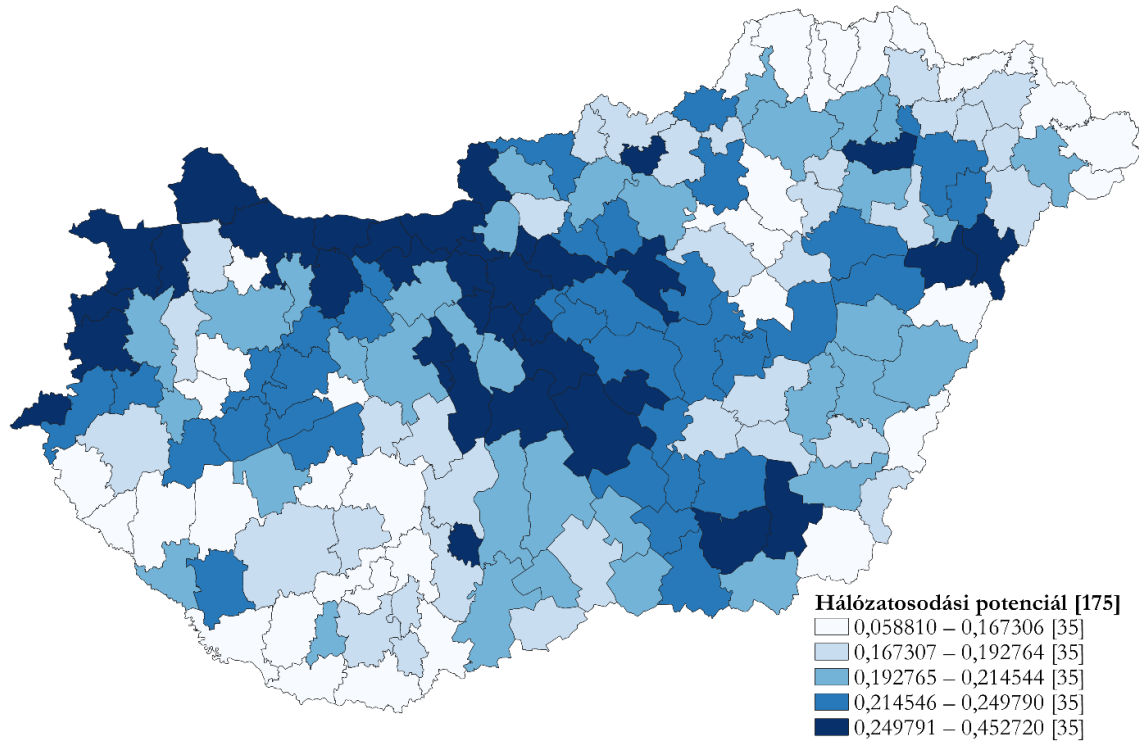 Hálózatosodási potenciál [175]
0,058810 – 0,167306 [35]
0,167307 – 0,192764 [35]
0,192765 – 0,214544 [35]
0,214546 – 0,249790 [35]
0,249791 – 0,452720 [35]